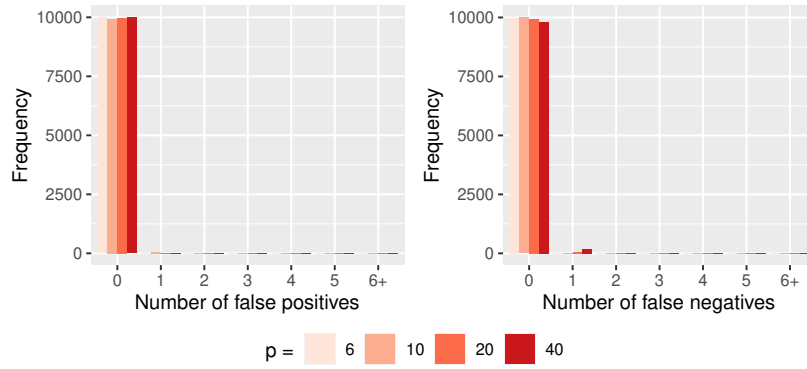 Frequency
10000
7500
5000
2500
0
0 1 2 3 4 5 6+
Number of false positives
Frequency
10000
7500
5000
2500
0
0 1 2 3 4 5 6+
Number of false negatives
p = 6 10 20 40